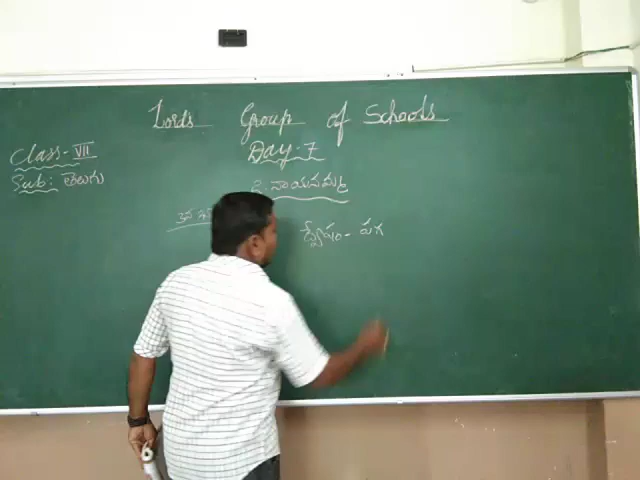 Lords Group of Schools
Day:-7
Class-VII
Sub: తెలుగు
2. నాయనమ్మ
ద్వేషం - పగ